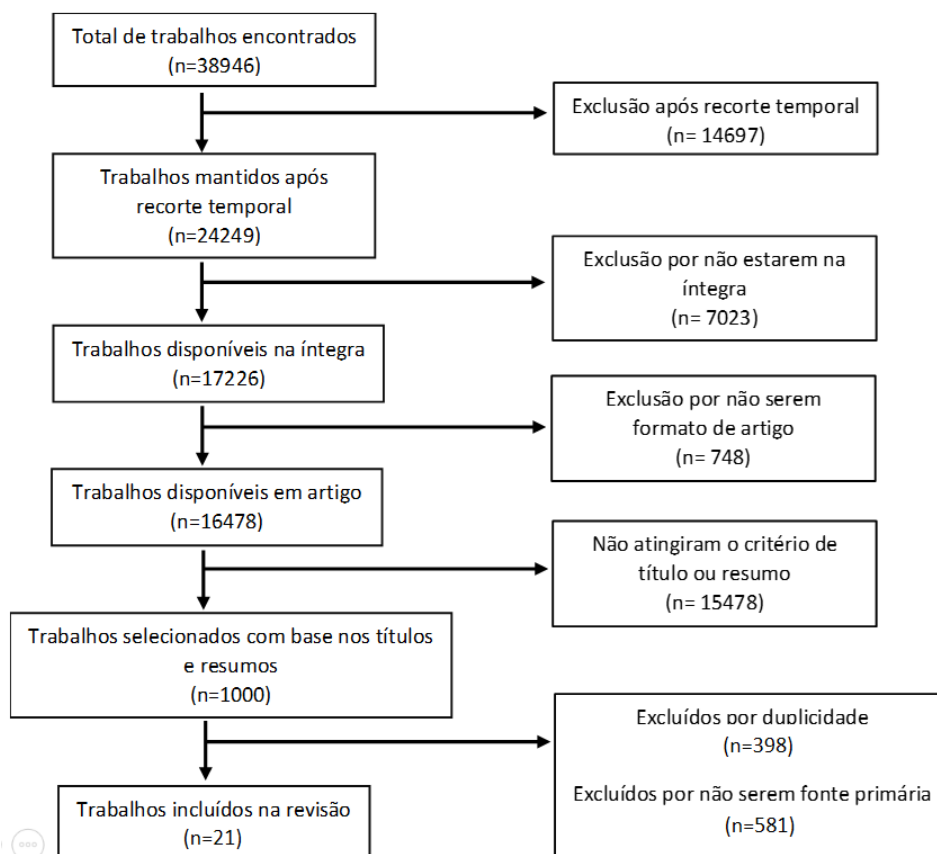 Total de trabalhos encontrados
(n=38946)
Exclusão após recorte temporal
(n= 14697)
Trabalhos mantidos após
recorte temporal
(n=24249)
Exclusão por não estarem na
íntegra
(n= 7023)
Trabalhos disponíveis na íntegra
(n=17226)
Exclusão por não serem
formato de artigo
(n= 748)
Trabalhos disponíveis em artigo
(n=16478)
Não atingiram o critério de
título ou resumo
(n= 15478)
Trabalhos selecionados com base nos títulos
e resumos
(n=1000)
Excluídos por duplicidade
(n=398)
Excluídos por não serem fonte primária
(n=581)
Trabalhos incluídos na revisão
(n=21)